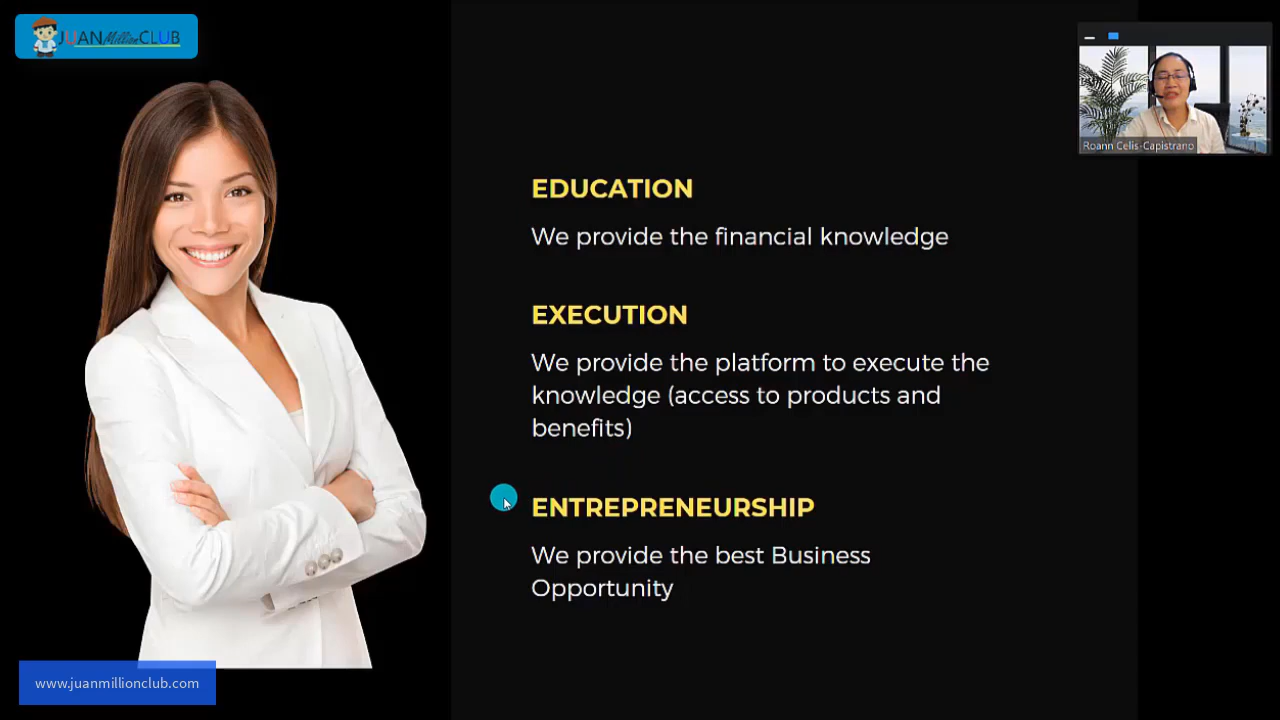 JUAN Million CLUB
Roann Celis-Capistrano
EDUCATION
We provide the financial knowledge
EXECUTION
We provide the platform to execute the
knowledge (access to products and
benefits)
ENTREPRENEURSHIP
We provide the best Business
Opportunity
www.juanmillionclub.com